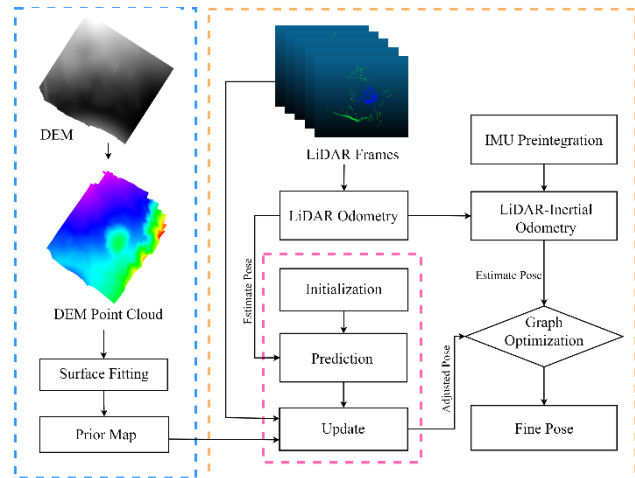 DEM
DEM Point Cloud
Surface Fitting
Prior Map
LiDAR Frames
LiDAR Odometry
Estimate Pose
Initialization
Prediction
Update
Adjusted Pose
IMU Preintegration
LiDAR-Inertial
Odometry
Estimate Pose
Graph
Optimization
Fine Pose